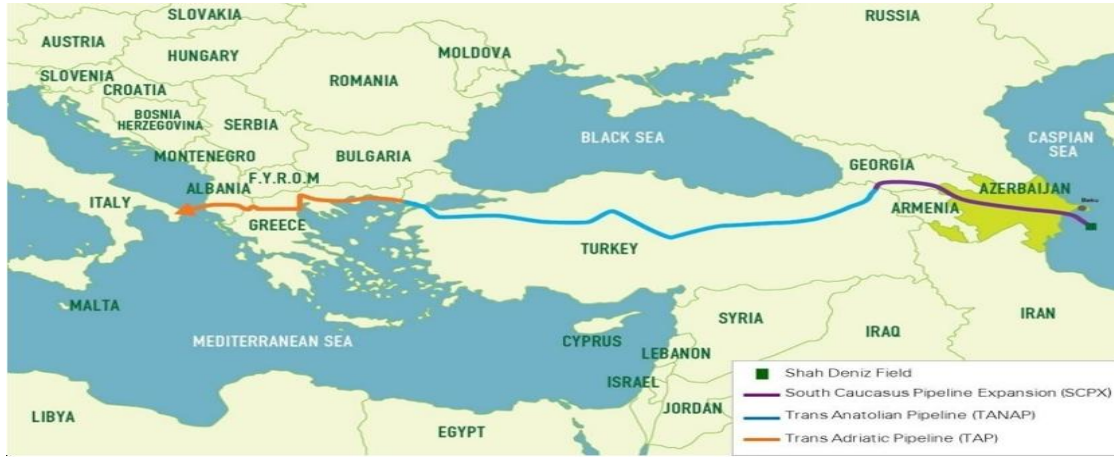 SLOVAKIA
RUSSIA
AUSTRIA
HUNGARY
MOLDOVA
SLOVENIA
CROATIA
ROMANIA
BOSNIA
HERZEGOVINA
SERBIA
BLACK SEA
CASPIAN
SEA
MONTENEGRO
BULGARIA
GEORGIA
F.Y.R.O.M
ALBANIA
AZERBAIJAN
ITALY
ARMENIA
Baku
GREECE
TURKEY
MALTA
SYRIA
IRAQ
IRAN
MEDITERRANEAN SEA
CYPRUS
LEBANON
ISRAEL
JORDAN
LIBYA
EGYPT
Shah Deniz Field
South Caucasus Pipeline Expansion (SCPX)
Trans Anatolian Pipeline (TANAP)
Trans Adriatic Pipeline (TAP)